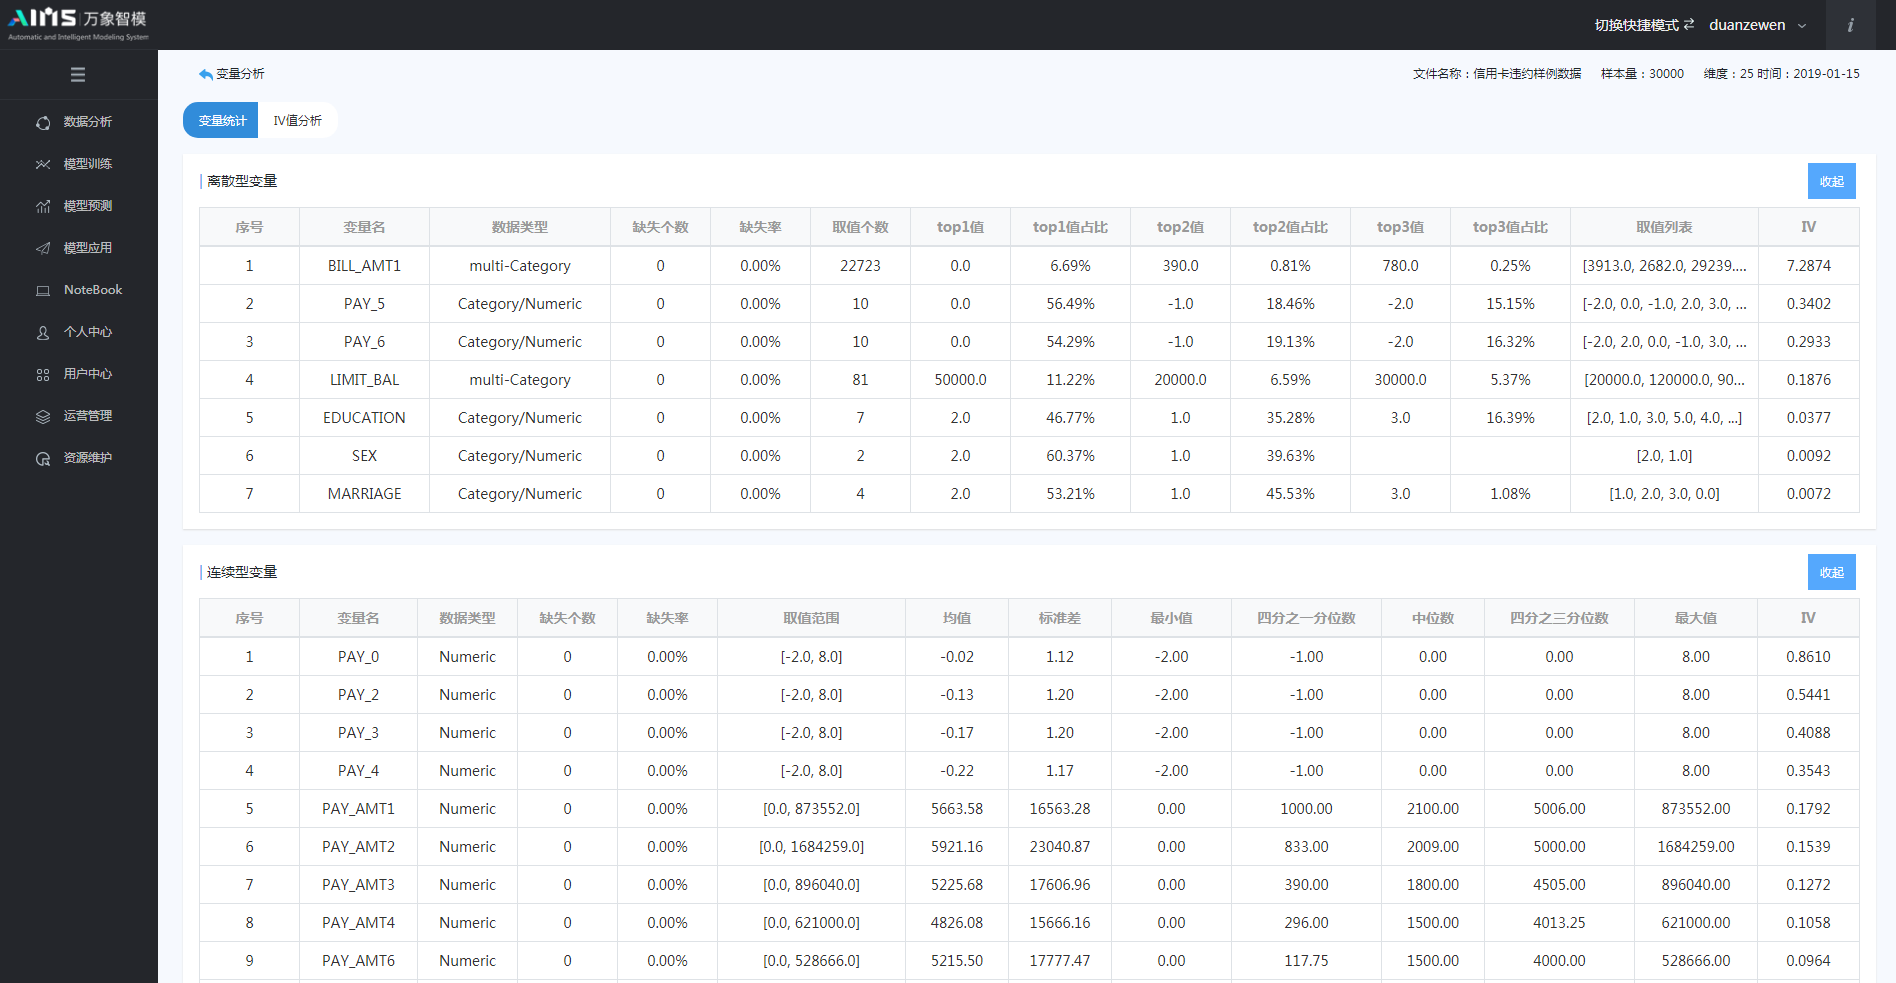 AIMS 万象智模
Automatic and Intelligent Modeling System
切换快捷模式 duanzewen i
变量分析
文件名称：信用卡违约样例数据 样本量：30000 维度：25 时间：2019-01-15
数据分析
模型训练
模型预测
模型应用
NoteBook
个人中心
用户中心
运营管理
资源维护
变量统计 IV值分析
离散型变量 收起
序号 变量名 数据类型 缺失个数 缺失率 取值个数 top1值 top1值占比 top2值 top2值占比 top3值 top3值占比 取值列表 IV
1 BILL_AMT1 multi-Category 0 0.00% 22723 0.0 6.69% 390.0 0.81% 780.0 0.25% [3913.0, 2682.0, 29239.... 7.2874
2 PAY_5 Category/Numeric 0 0.00% 10 0.0 56.49% -1.0 18.46% -2.0 15.15% [-2.0, 0.0, -1.0, 2.0, 3.0, ... 0.3402
3 PAY_6 Category/Numeric 0 0.00% 10 0.0 54.29% -1.0 19.13% -2.0 16.32% [-2.0, 2.0, 0.0, -1.0, 3.0, ... 0.2933
4 LIMIT_BAL multi-Category 0 0.00% 81 50000.0 11.22% 20000.0 6.59% 30000.0 5.37% [20000.0, 120000.0, 90... 0.1876
5 EDUCATION Category/Numeric 0 0.00% 7 2.0 46.77% 1.0 35.28% 3.0 16.39% [2.0, 1.0, 3.0, 5.0, 4.0, ...] 0.0377
6 SEX Category/Numeric 0 0.00% 2 2.0 60.37% 1.0 39.63% [2.0, 1.0] 0.0092
7 MARRIAGE Category/Numeric 0 0.00% 4 2.0 53.21% 1.0 45.53% 3.0 1.08% [1.0, 2.0, 3.0, 0.0] 0.0072
连续型变量 收起
序号 变量名 数据类型 缺失个数 缺失率 取值范围 均值 标准差 最小值 四分之一分位数 中位数 四分之三分位数 最大值 IV
1 PAY_0 Numeric 0 0.00% [-2.0, 8.0] -0.02 1.12 -2.00 -1.00 0.00 0.00 8.00 0.8610
2 PAY_2 Numeric 0 0.00% [-2.0, 8.0] -0.13 1.20 -2.00 -1.00 0.00 0.00 8.00 0.5441
3 PAY_3 Numeric 0 0.00% [-2.0, 8.0] -0.17 1.20 -2.00 -1.00 0.00 0.00 8.00 0.4088
4 PAY_4 Numeric 0 0.00% [-2.0, 8.0] -0.22 1.17 -2.00 -1.00 0.00 0.00 8.00 0.3543
5 PAY_AMT1 Numeric 0 0.00% [0.0, 873552.0] 5663.58 16563.28 0.00 1000.00 2100.00 5006.00 873552.00 0.1792
6 PAY_AMT2 Numeric 0 0.00% [0.0, 1684259.0] 5921.16 23040.87 0.00 833.00 2009.00 5000.00 1684259.00 0.1539
7 PAY_AMT3 Numeric 0 0.00% [0.0, 896040.0] 5225.68 17606.96 0.00 390.00 1800.00 4505.00 896040.00 0.1272
8 PAY_AMT4 Numeric 0 0.00% [0.0, 621000.0] 4826.08 15666.16 0.00 296.00 1500.00 4013.25 621000.00 0.1058
9 PAY_AMT6 Numeric 0 0.00% [0.0, 528666.0] 5215.50 17777.47 0.00 117.75 1500.00 4000.00 528666.00 0.0964